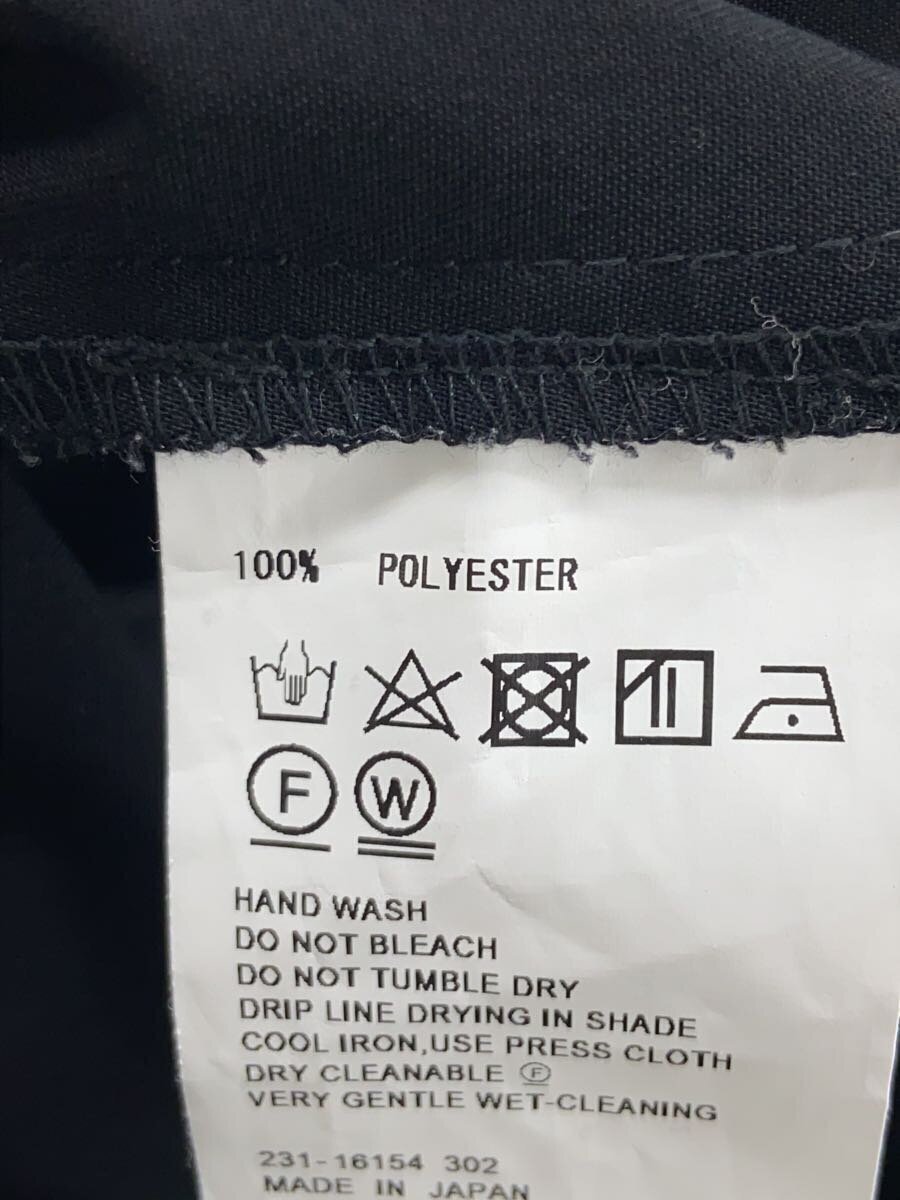 100% POLYESTER
F W
HAND WASH
DO NOT BLEACH
DO NOT TUMBLE DRY
DRIP LINE DRYING IN SHADE
COOL IRON,USE PRESS CLOTH
DRY CLEANABLE Ⓕ
VERY GENTLE WET-CLEANING
231-16154 302
MADE IN JAPAN